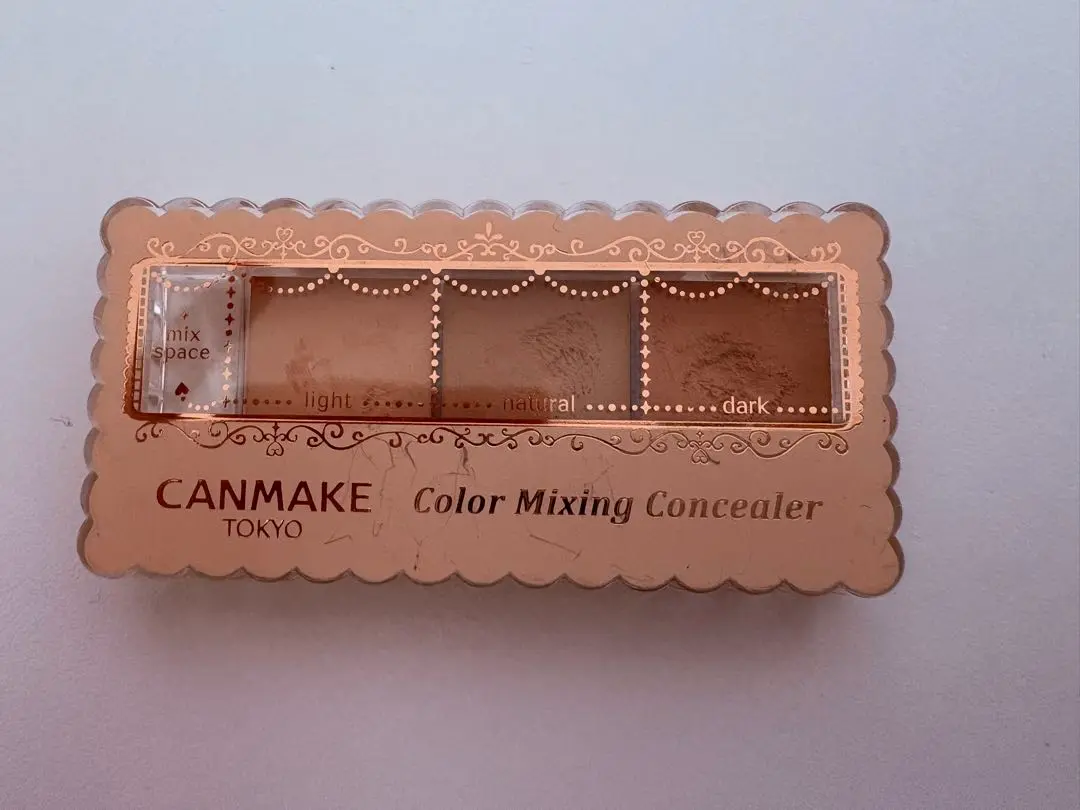 mix
space
light
natural
dark
CANMAKE
TOKYO
Color Mixing Concealer